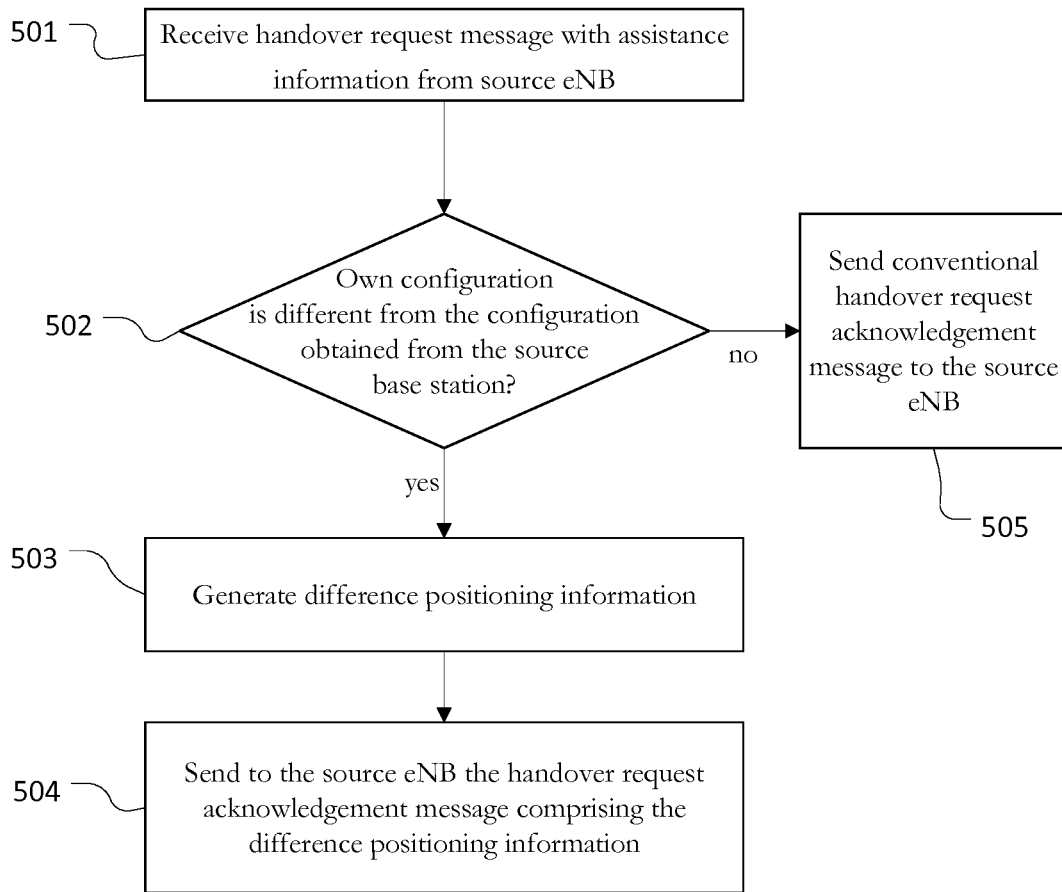 501
Receive handover request message with assistance
information from source eNB
502
Own configuration
is different from the configuration
obtained from the source
base station?
no
Send conventional
handover request
acknowledgement
message to the source
eNB
505
yes
503
Generate difference positioning information
504
Send to the source eNB the handover request
acknowledgement message comprising the
difference positioning information